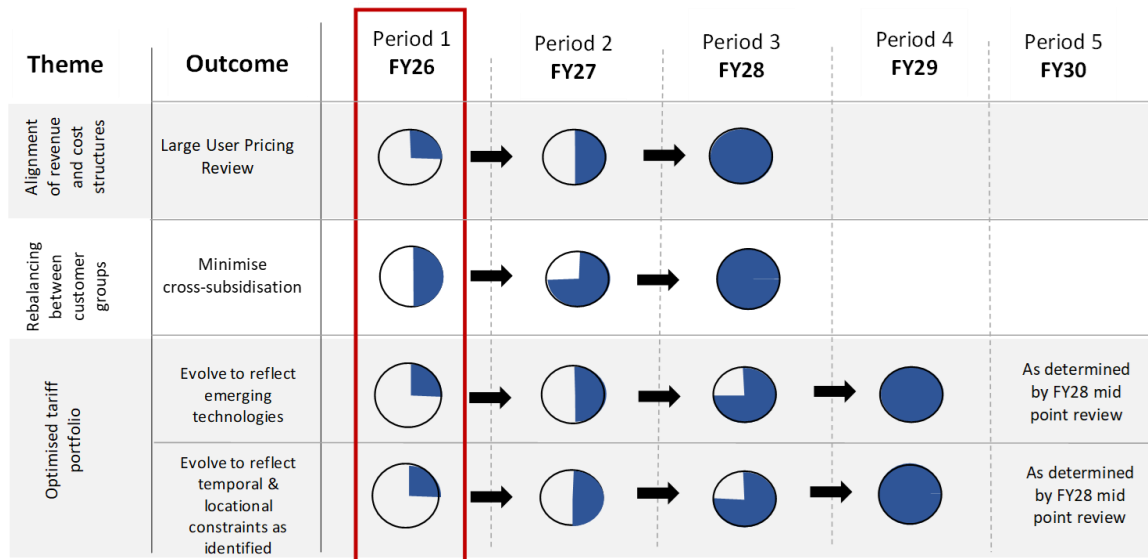 Theme
Outcome
Period 1
FY26
Period 2
FY27
Period 3
FY28
Period 4
FY29
Period 5
FY30
Alignment
of revenue
and cost
structures
Large User Pricing
Review
Rebalancing
between
customer
groups
Minimise
cross-subsidisation
Optimised tariff
portfolio
Evolve to reflect
emerging
technologies
As determined
by FY28 mid
point review
Evolve to reflect
temporal &
locational
constraints as
identified
As determined
by FY28 mid
point review